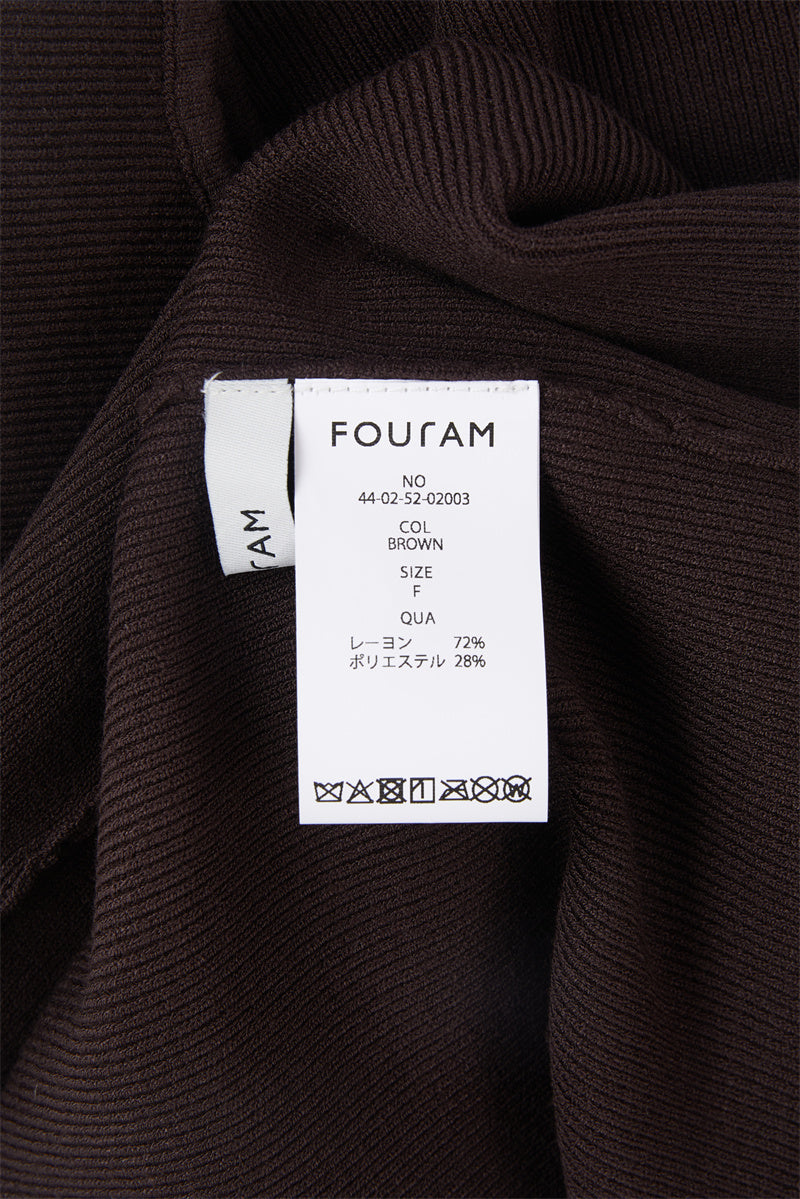 FOURAM
NO
44-02-52-02003
COL
BROWN
SIZE
F
QUA
レーヨン 72%
ポリエステル 28%
AM
W